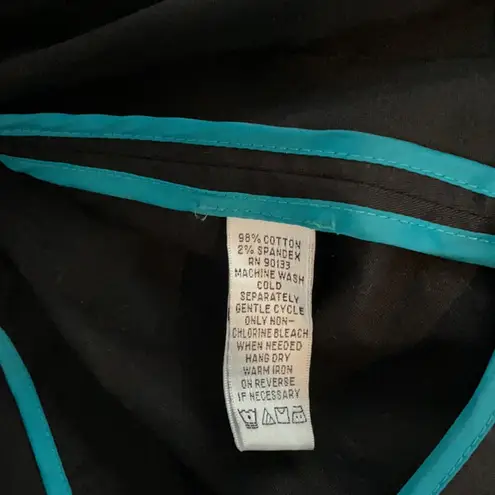 98% COTTON
2% SPANDEX
RN 90133
MACHINE WASH
COLD
SEPARATELY
GENTLE CYCLE
ONLY NON-
CHLORINE BLEACH
WHEN NEEDED
HANG DRY
WARM IRON
ON REVERSE
IF NECESSARY